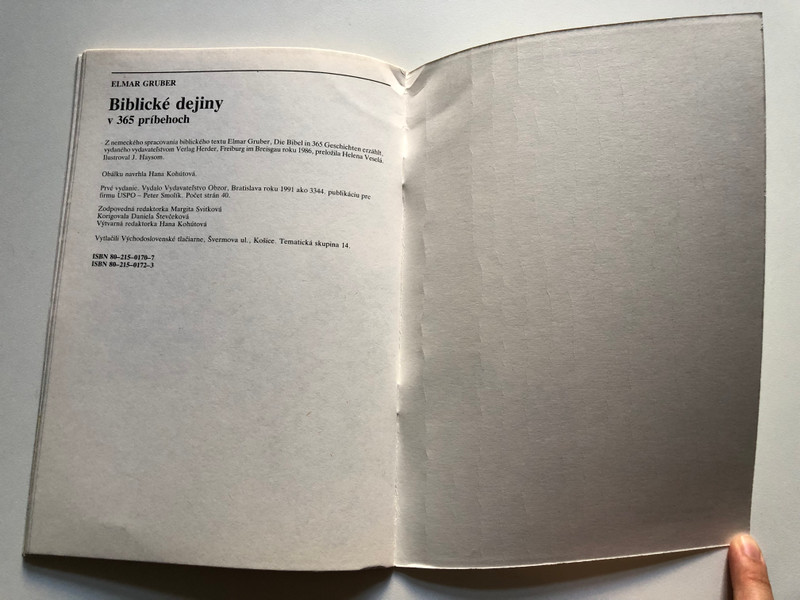 ELMAR GRUBER
Biblické dejiny
v 365 príbehoch
Z nemeckého spracovania biblického textu Elmar Gruber, Die Bibel in 365 Geschichten erzählt,
vydaného vydavateľstvom Verlag Herder, Freiburg im Breisgau roku 1986, preložila Helena Veselá.
Ilustroval J. Haysom.
Obálku navrhla Hana Kohútová.
Prvé vydanie. Vydalo Vydavateľstvo Obzor, Bratislava roku 1991 ako 3344. publikáciu pre
firmu USPO – Peter Smolík. Počet strán 40.
Zodpovedná redaktorka Margita Svitková
Korigovala Daniela Števčeková
Výtvarná redaktorka Hana Kohútová
Vytlačili Východoslovenské tlačiarne, Švermova ul., Košice. Tematická skupina 14.
ISBN 80–215–0170–7
ISBN 80–215–0172–3